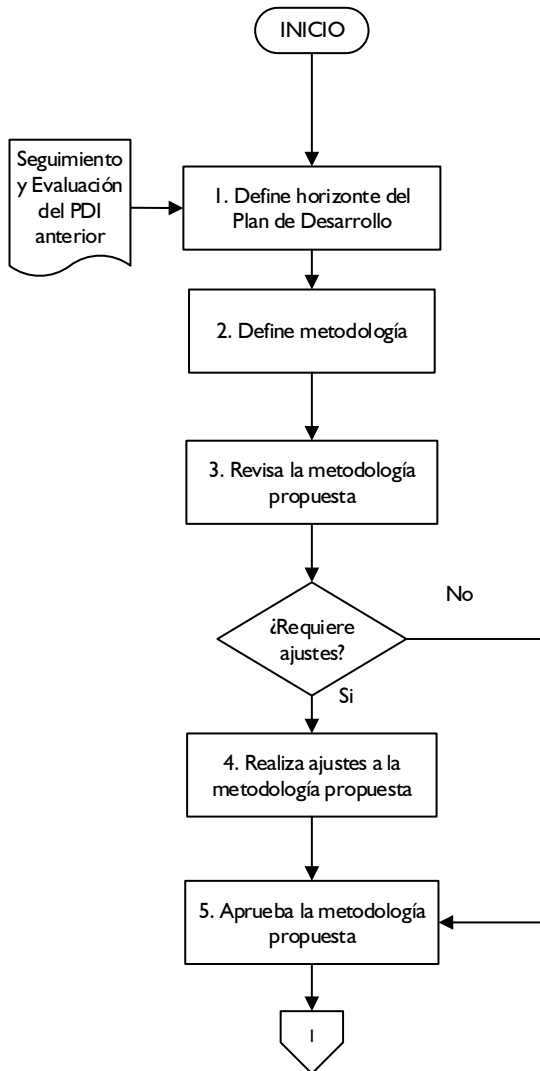 INICIO
Seguimiento
y Evaluación
del PDI
anterior
1. Define horizonte del
Plan de Desarrollo
2. Define metodología
3. Revisa la metodología
propuesta
¿Requiere
ajustes?
No
Si
4. Realiza ajustes a la
metodología propuesta
5. Aprueba la metodología
propuesta
1